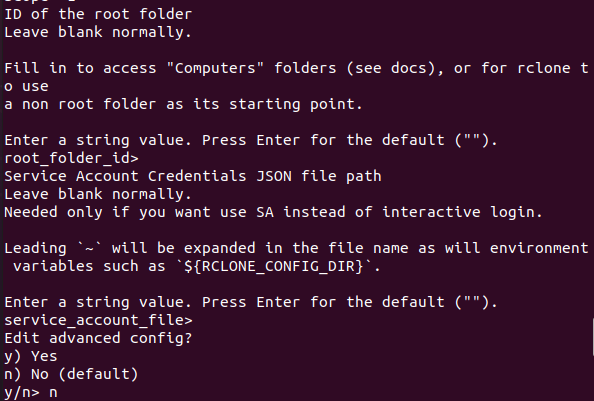 ID of the root folder
Leave blank normally.
Fill in to access "Computers" folders (see docs), or for rclone t
o use
a non root folder as its starting point.
Enter a string value. Press Enter for the default ("").
root_folder_id>
Service Account Credentials JSON file path
Leave blank normally.
Needed only if you want use SA instead of interactive login.
Leading `~` will be expanded in the file name as will environment
 variables such as `${RCLONE_CONFIG_DIR}`.
Enter a string value. Press Enter for the default ("").
service_account_file>
Edit advanced config?
y) Yes
n) No (default)
y/n> n